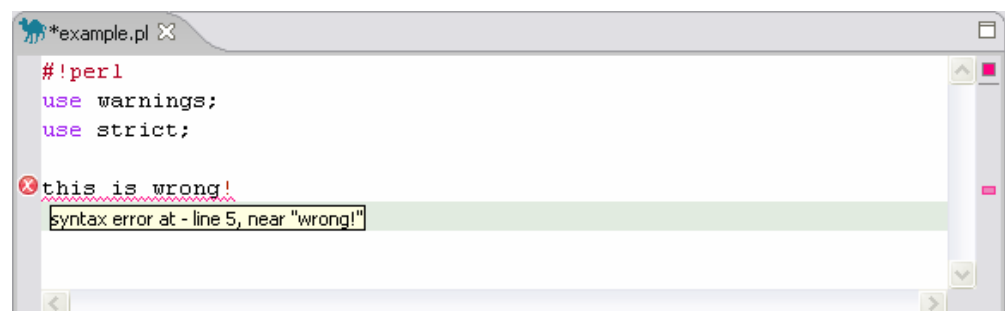 *example.pl
#!perl
use warnings;
use strict;
this is wrong!
syntax error at - line 5, near "wrong!"